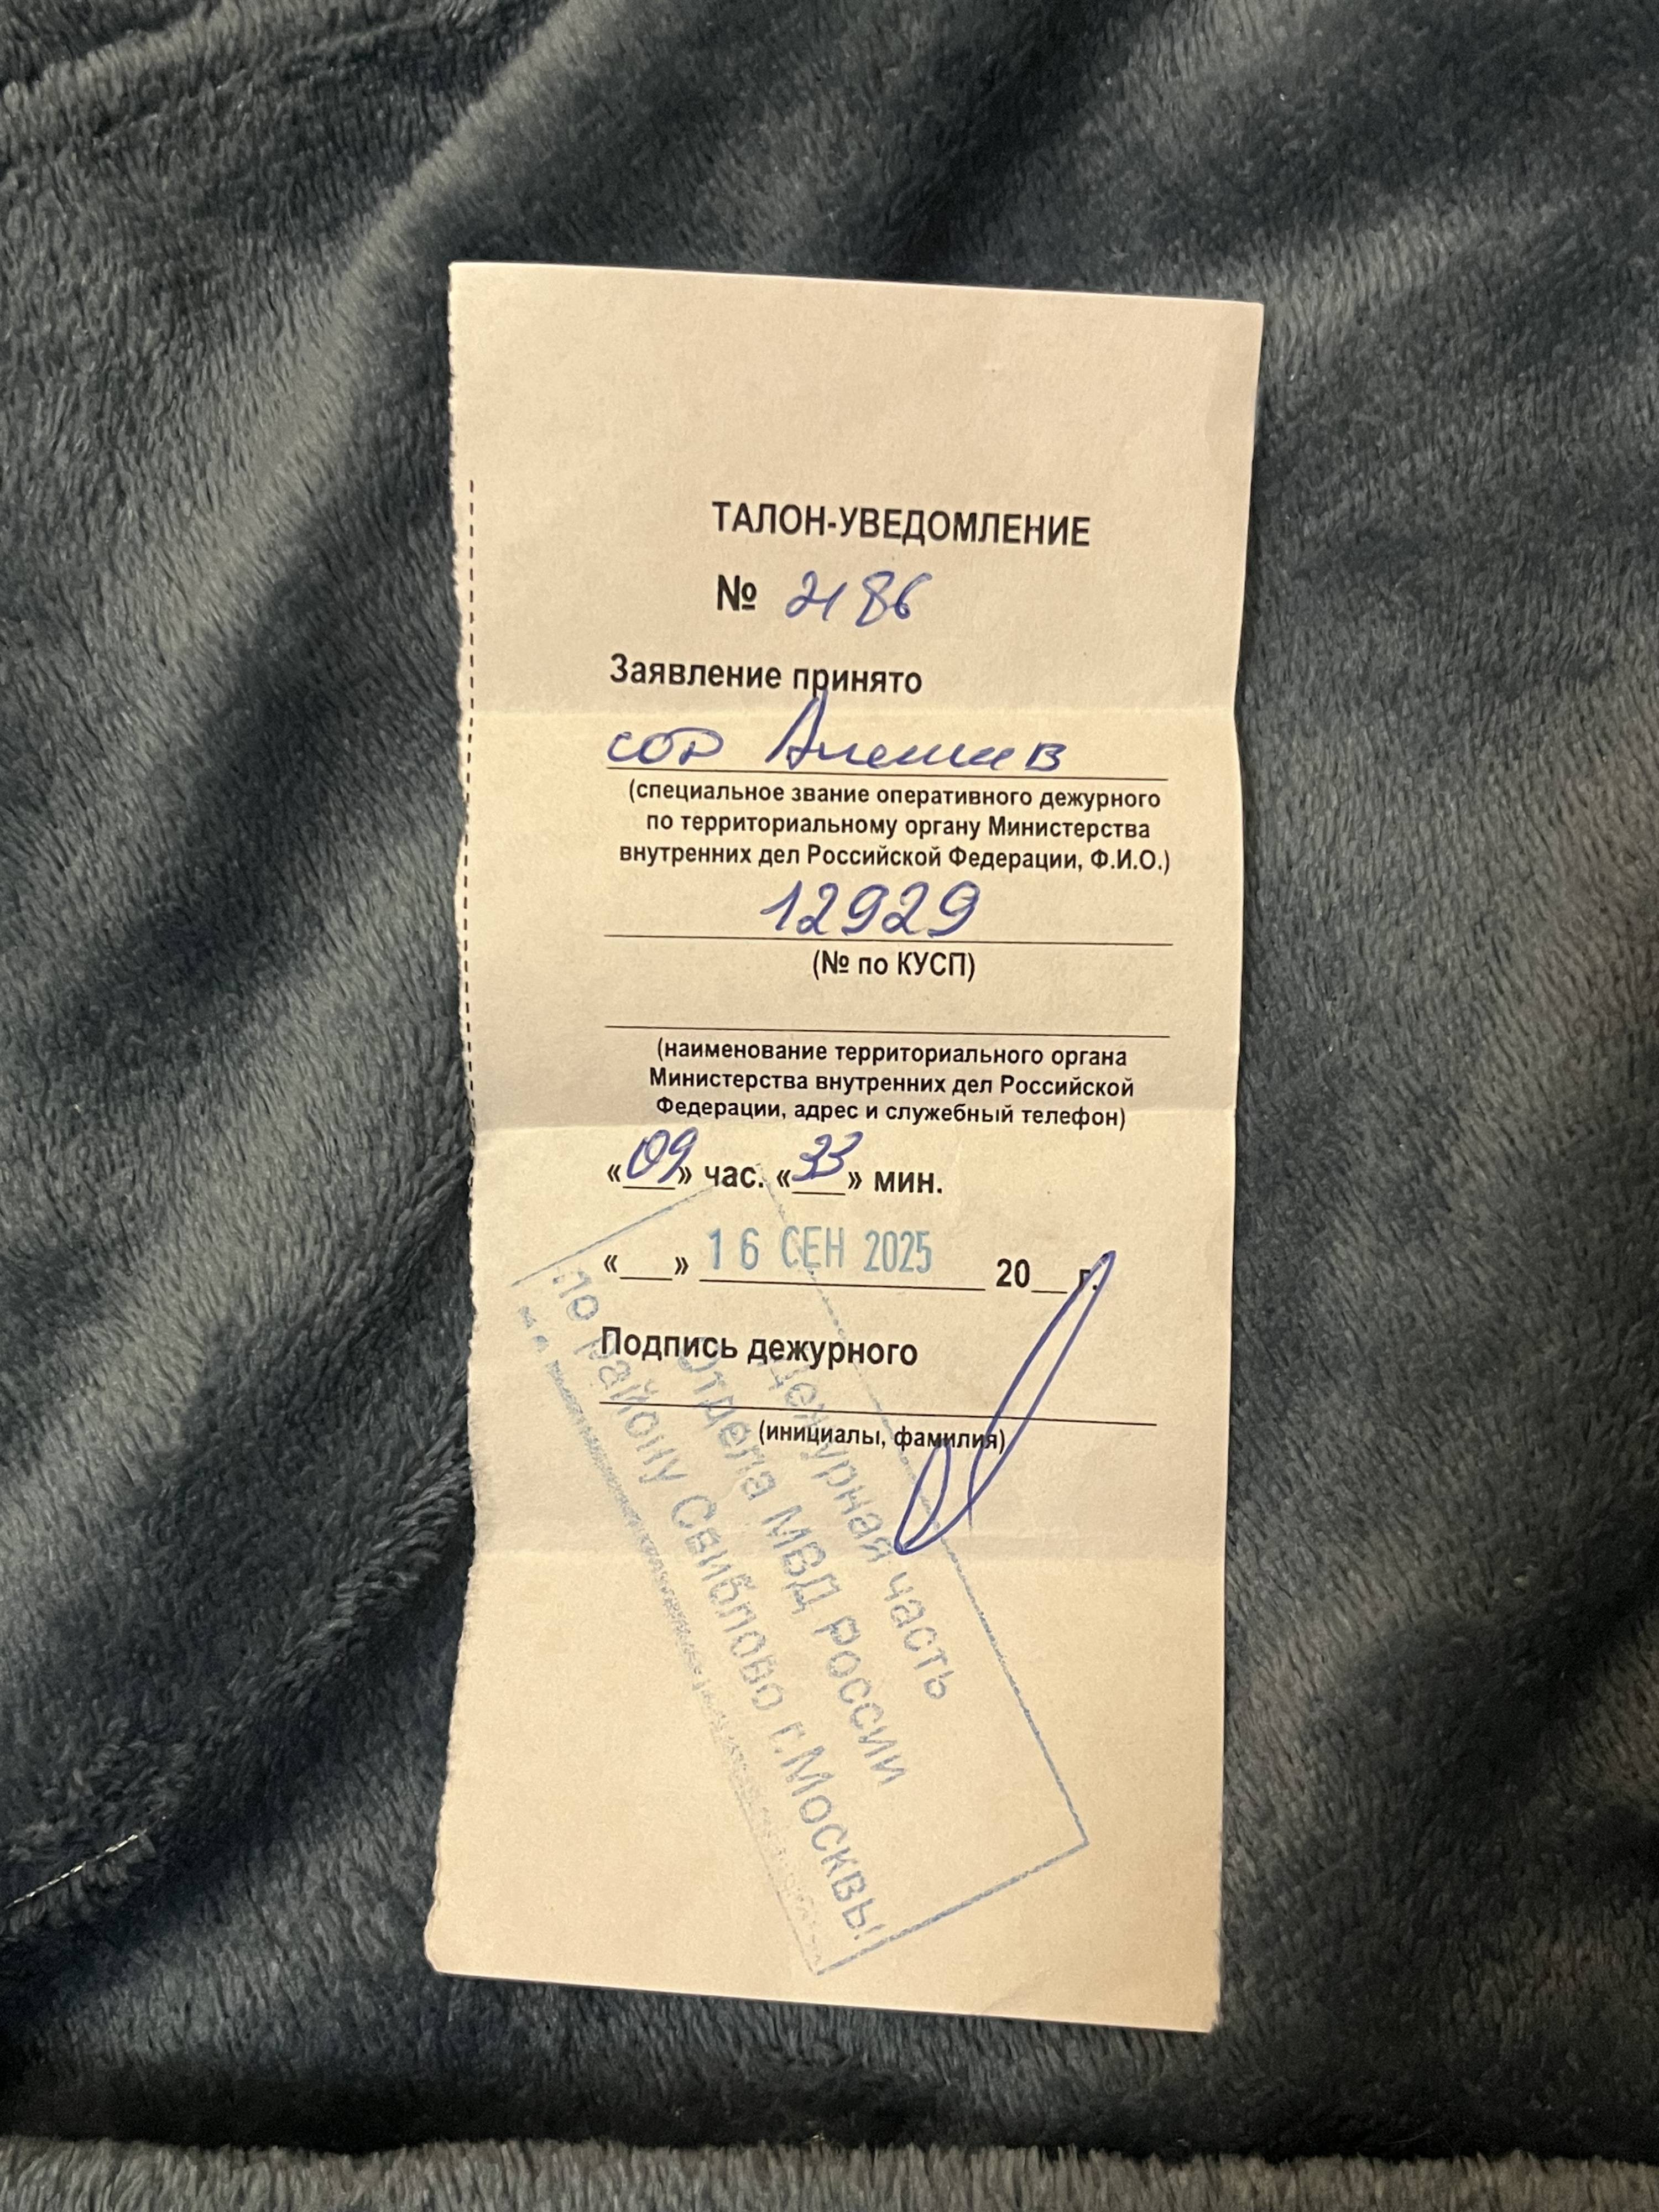 ТАЛОН-УВЕДОМЛЕНИЕ
№ 2186
Заявление принято
(специальное звание оперативного дежурного
по территориальному органу Министерства
внутренних дел Российской Федерации, Ф.И.О.)
12929
(№ по КУСП)
(наименование территориального органа
Министерства внутренних дел Российской
Федерации, адрес и служебный телефон)
«09» час. «33» мин.
«___» 16 СЕН 2025 20__ г.
Подпись дежурного
(инициалы, фамилия)
Дежурная часть
Отдела МВД России
по району Свиблово г.Москвы